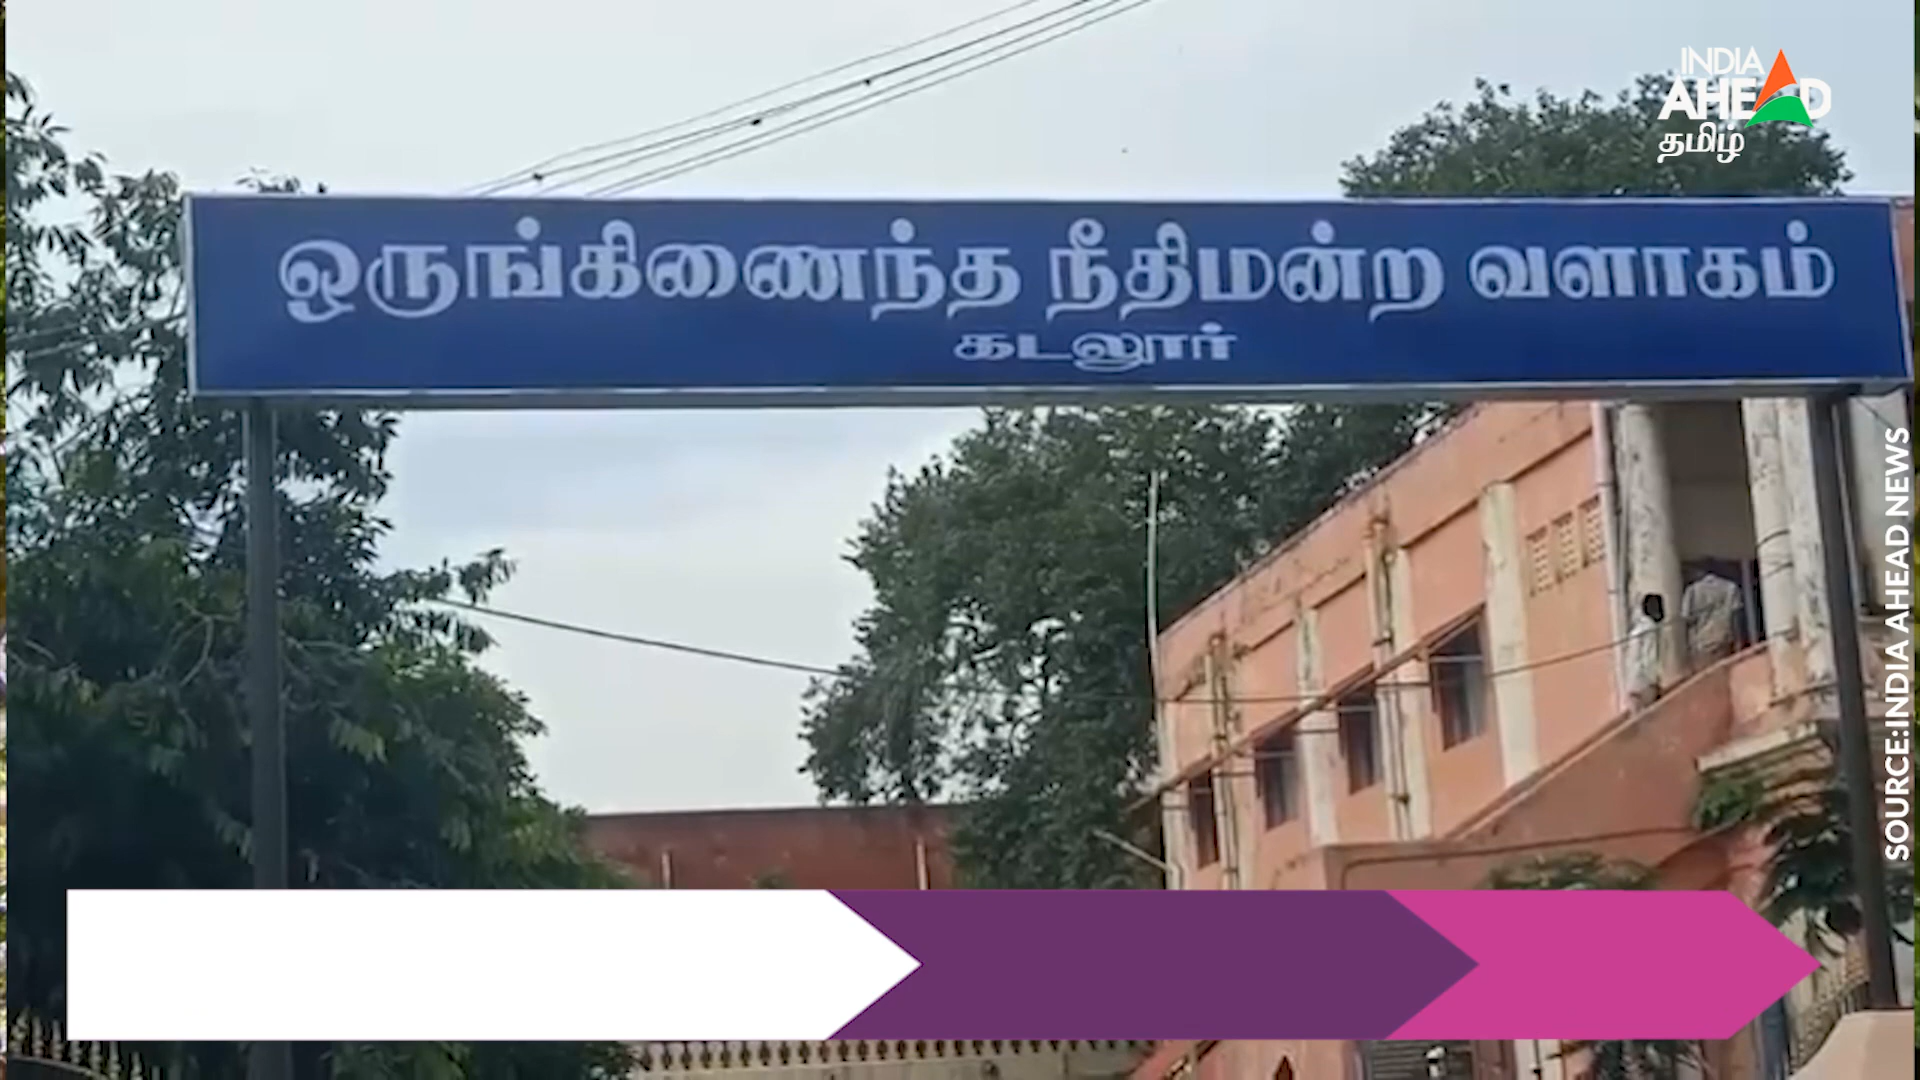 INDIA
AHEAD
தமிழ்
ஒருங்கிணைந்த நீதிமன்ற வளாகம்
கடலூர்
SOURCE:INDIA AHEAD NEWS